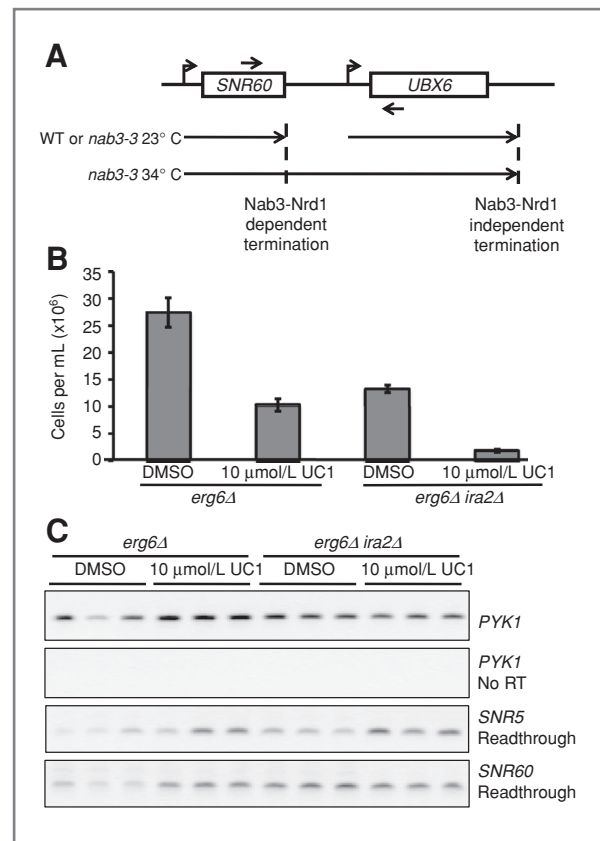 A
SNR60
UBX6
WT or nab3-3 23° C
nab3-3 34° C
Nab3-Nrd1
dependent
termination
Nab3-Nrd1
independent
termination
B
Cells per mL (x10⁶)
35
30
25
20
15
10
5
0
DMSO
10 μmol/L UC1
DMSO
10 μmol/L UC1
erg6Δ
erg6Δ ira2Δ
C
erg6Δ
erg6Δ ira2Δ
DMSO
10 μmol/L UC1
DMSO
10 μmol/L UC1
PYK1
PYK1
No RT
SNR5
Readthrough
SNR60
Readthrough